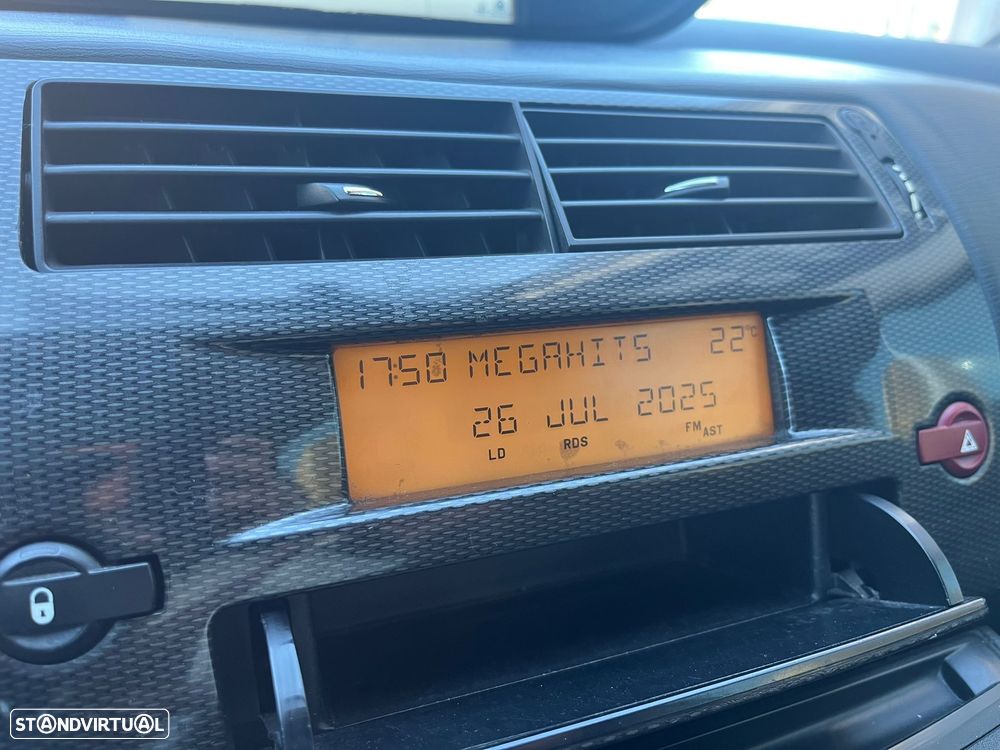 17:50 MEGAHITS 22°C
26 JUL 2025
LD RDS FM AST
STANDVIRTUAL